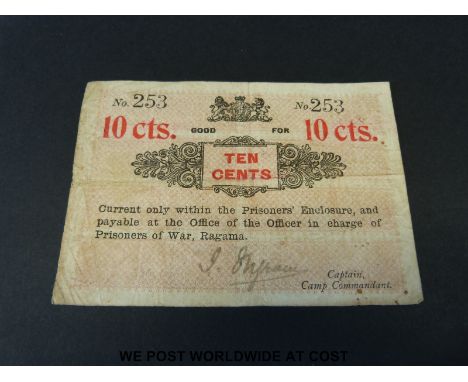 No. 253 No. 253
10 cts. GOOD FOR 10 cts.
TEN
CENTS
Current only within the Prisoners' Enclosure, and
payable at the Office of the Officer in charge of
Prisoners of War, Ragama.
Captain,
Camp Commandant.
WE POST WORLDWIDE AT COST